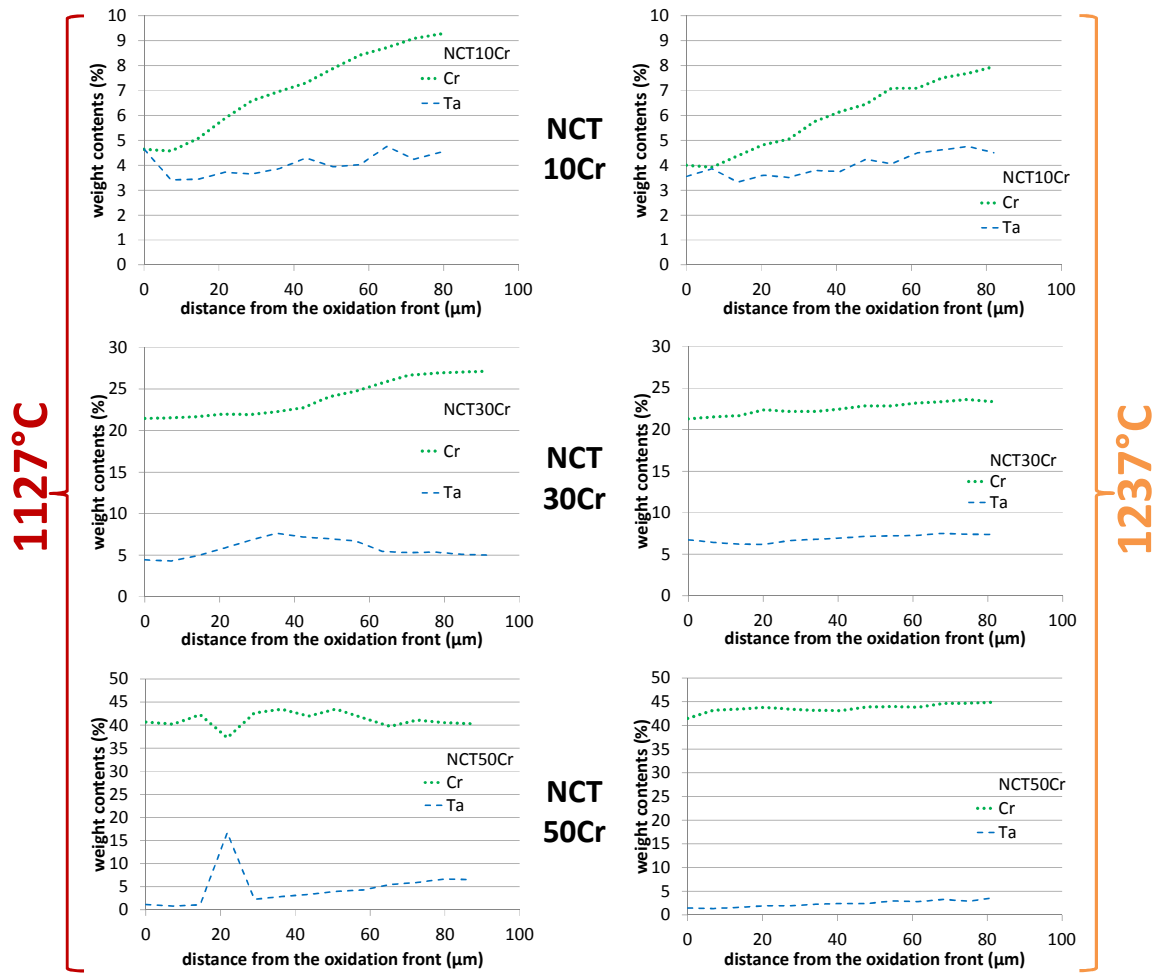 1127°C
weight contents (%)
10
9
8
7
6
5
4
3
2
1
0
NCT10Cr
Cr
Ta
0 20 40 60 80 100
distance from the oxidation front (µm)
NCT
10Cr
weight contents (%)
10
9
8
7
6
5
4
3
2
1
0
NCT10Cr
Cr
Ta
0 20 40 60 80 100
distance from the oxidation front (µm)
weight contents (%)
30
25
20
15
10
5
0
NCT30Cr
Cr
Ta
0 20 40 60 80 100
distance from the oxidation front (µm)
NCT
30Cr
weight contents (%)
30
25
20
15
10
5
0
NCT30Cr
Cr
Ta
0 20 40 60 80 100
distance from the oxidation front (µm)
weight contents (%)
50
45
40
35
30
25
20
15
10
5
0
NCT50Cr
Cr
Ta
0 20 40 60 80 100
distance from the oxidation front (µm)
NCT
50Cr
weight contents (%)
50
45
40
35
30
25
20
15
10
5
0
NCT50Cr
Cr
Ta
0 20 40 60 80 100
distance from the oxidation front (µm)
1237°C